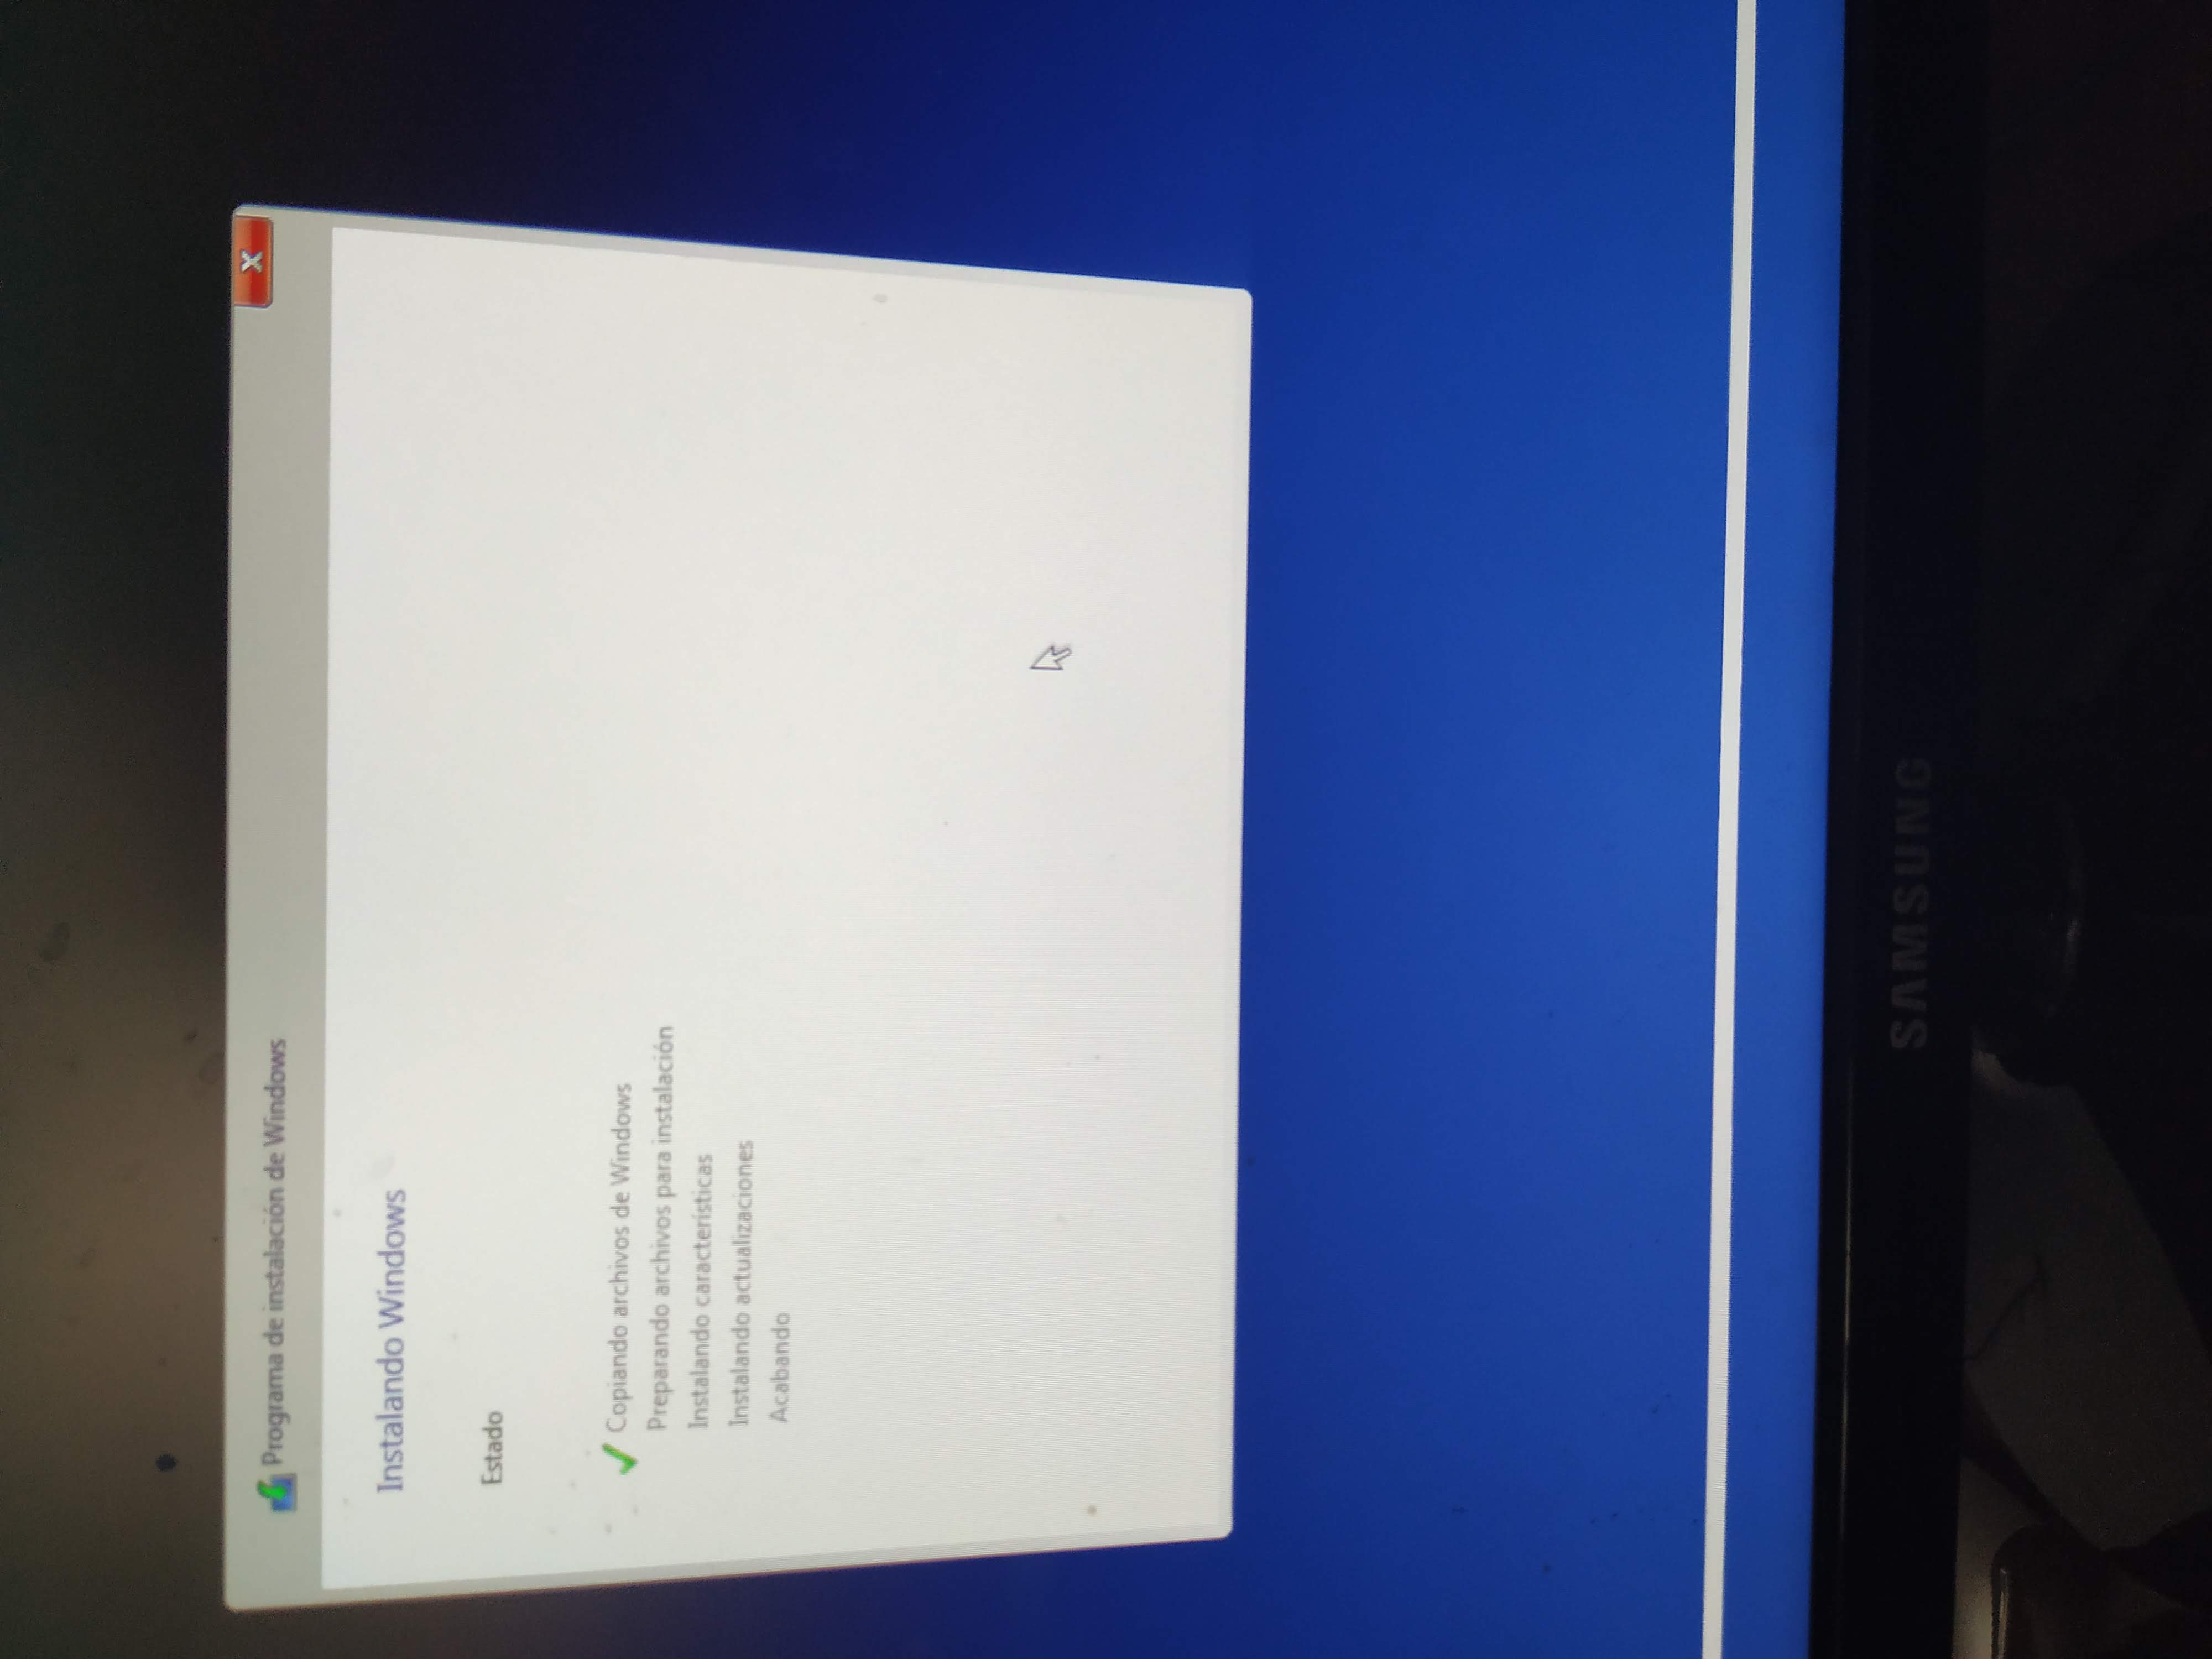 Programa de instalación de Windows
Instalando Windows
Estado
Copiando archivos de Windows
Preparando archivos para instalación
Instalando características
Instalando actualizaciones
Acabando
SAMSUNG